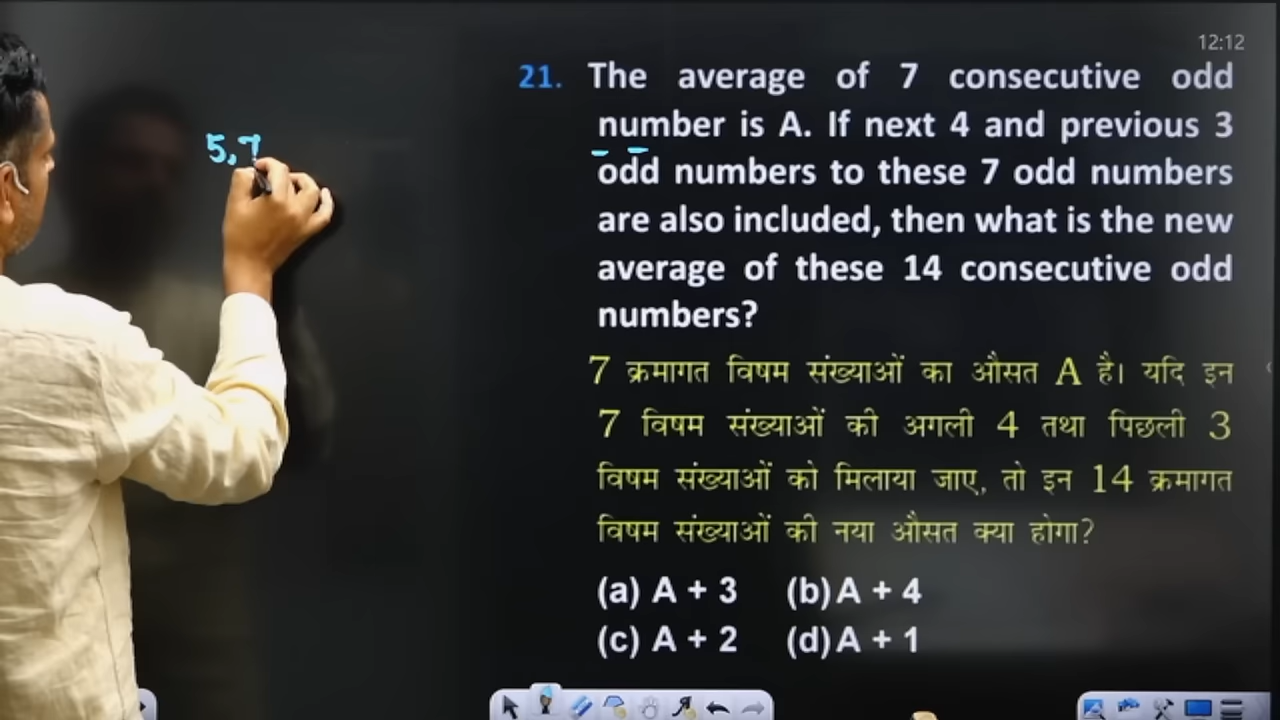 12:12
5,7
21. The average of 7 consecutive odd
number is A. If next 4 and previous 3
odd numbers to these 7 odd numbers
are also included, then what is the new
average of these 14 consecutive odd
numbers?
7 क्रमागत विषम संख्याओं का औसत A है। यदि इन
7 विषम संख्याओं की अगली 4 तथा पिछली 3
विषम संख्याओं को मिलाया जाए, तो इन 14 क्रमागत
विषम संख्याओं की नया औसत क्या होगा?
(a) A + 3 (b) A + 4
(c) A + 2 (d) A + 1